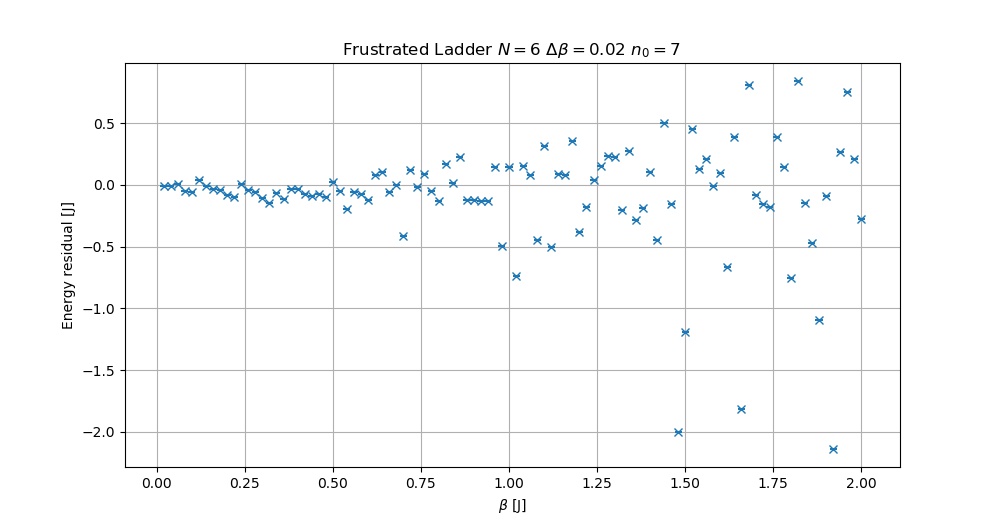 Frustrated Ladder N = 6 Δβ = 0.02 n₀ = 7
Energy residual [J]
0.5
0.0
−0.5
−1.0
−1.5
−2.0
0.00 0.25 0.50 0.75 1.00 1.25 1.50 1.75 2.00
β [J]